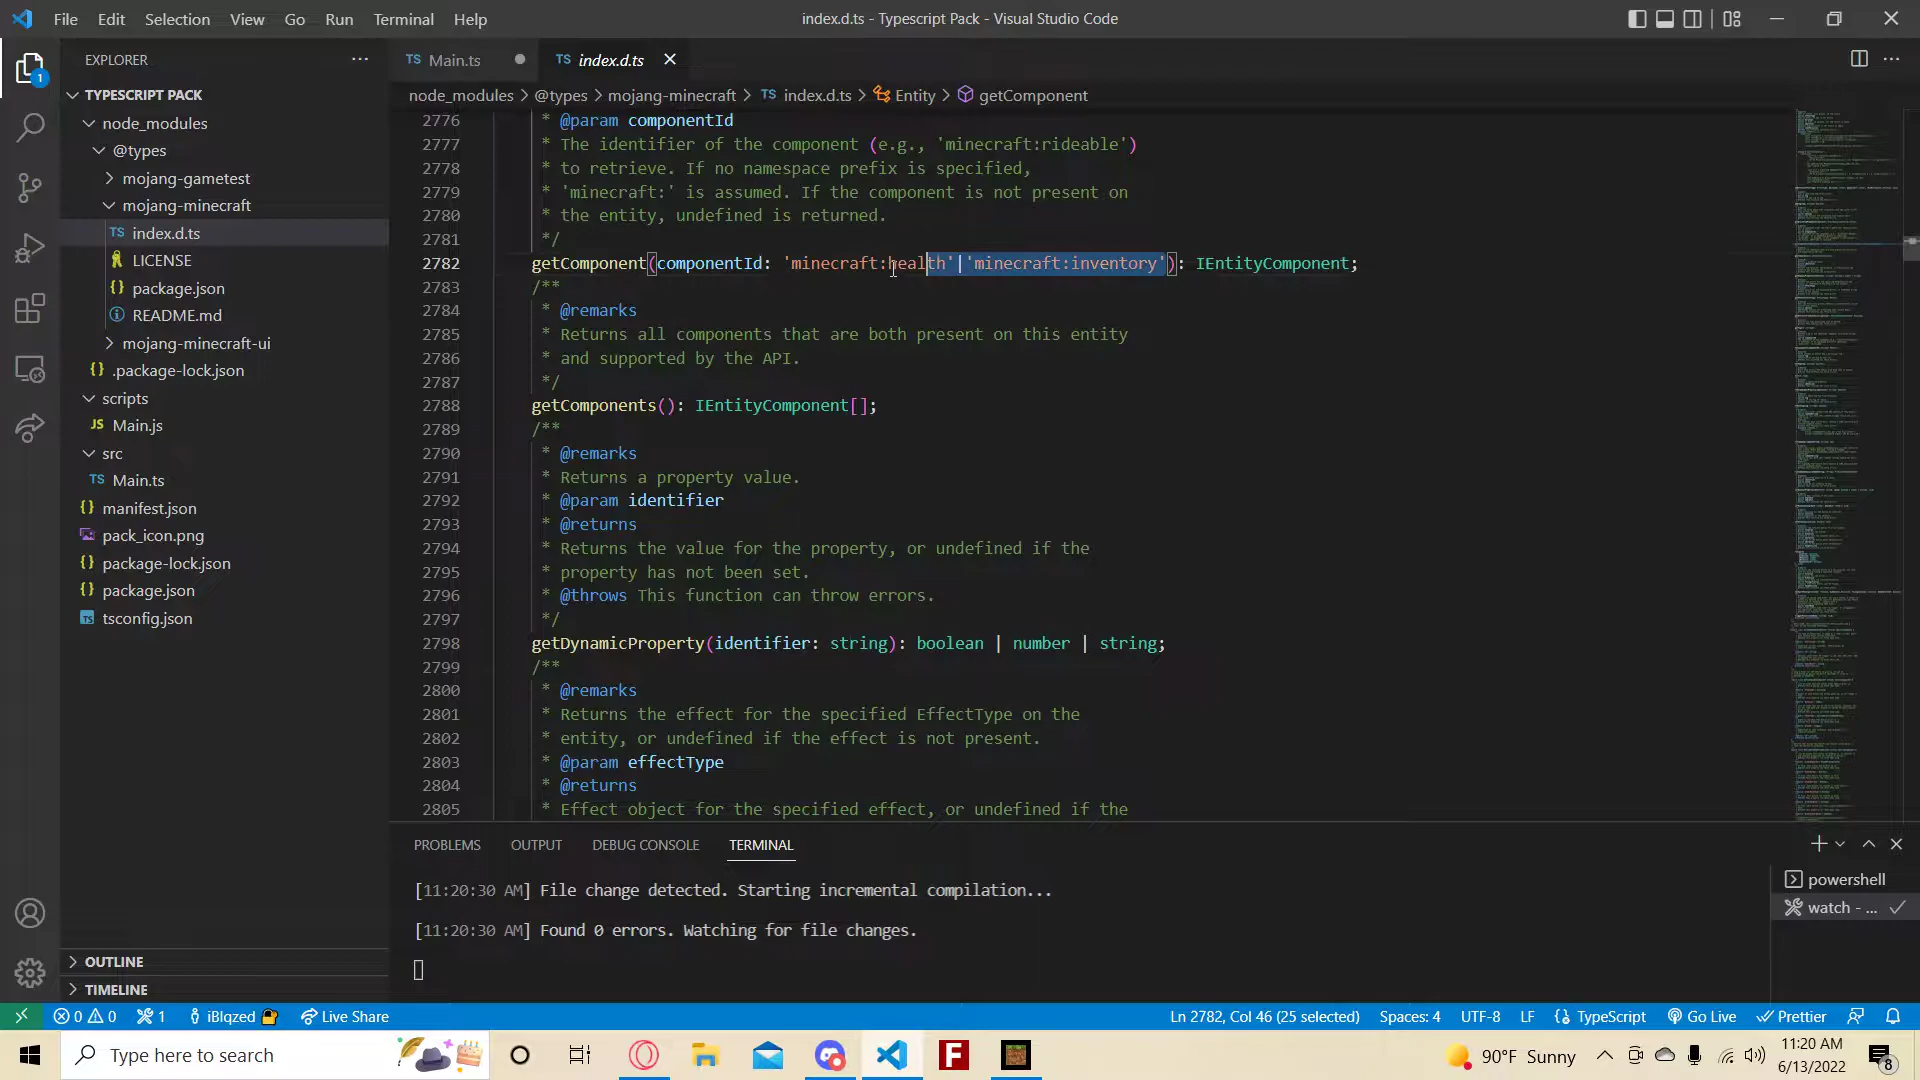 File Edit Selection View Go Run Terminal Help
index.d.ts - Typescript Pack - Visual Studio Code
EXPLORER
TS Main.ts
TS index.d.ts
node_modules > @types > mojang-minecraft > TS index.d.ts > Entity > getComponent
1
TYPESCRIPT PACK
node_modules
@types
mojang-gametest
mojang-minecraft
TS index.d.ts
LICENSE
{} package.json
README.md
mojang-minecraft-ui
{} .package-lock.json
scripts
JS Main.js
src
TS Main.ts
{} manifest.json
pack_icon.png
{} package-lock.json
{} package.json
tsconfig.json
OUTLINE
TIMELINE
2776 * @param componentId
2777 * The identifier of the component (e.g., 'minecraft:rideable')
2778 * to retrieve. If no namespace prefix is specified,
2779 * 'minecraft:' is assumed. If the component is not present on
2780 * the entity, undefined is returned.
2781 */
2782 getComponent(componentId: 'minecraft:health'|'minecraft:inventory'): IEntityComponent;
2783 /**
2784 * @remarks
2785 * Returns all components that are both present on this entity
2786 * and supported by the API.
2787 */
2788 getComponents(): IEntityComponent[];
2789 /**
2790 * @remarks
2791 * Returns a property value.
2792 * @param identifier
2793 * @returns
2794 * Returns the value for the property, or undefined if the
2795 * property has not been set.
2796 * @throws This function can throw errors.
2797 */
2798 getDynamicProperty(identifier: string): boolean | number | string;
2799 /**
2800 * @remarks
2801 * Returns the effect for the specified EffectType on the
2802 * entity, or undefined if the effect is not present.
2803 * @param effectType
2804 * @returns
2805 * Effect object for the specified effect, or undefined if the
PROBLEMS OUTPUT DEBUG CONSOLE TERMINAL
[11:20:30 AM] File change detected. Starting incremental compilation...
[11:20:30 AM] Found 0 errors. Watching for file changes.
powershell
watch - ...
0 0 1 iBlqzed Live Share
Ln 2782, Col 46 (25 selected) Spaces: 4 UTF-8 LF {} TypeScript Go Live Prettier
Type here to search
F
90°F Sunny
11:20 AM
6/13/2022
8